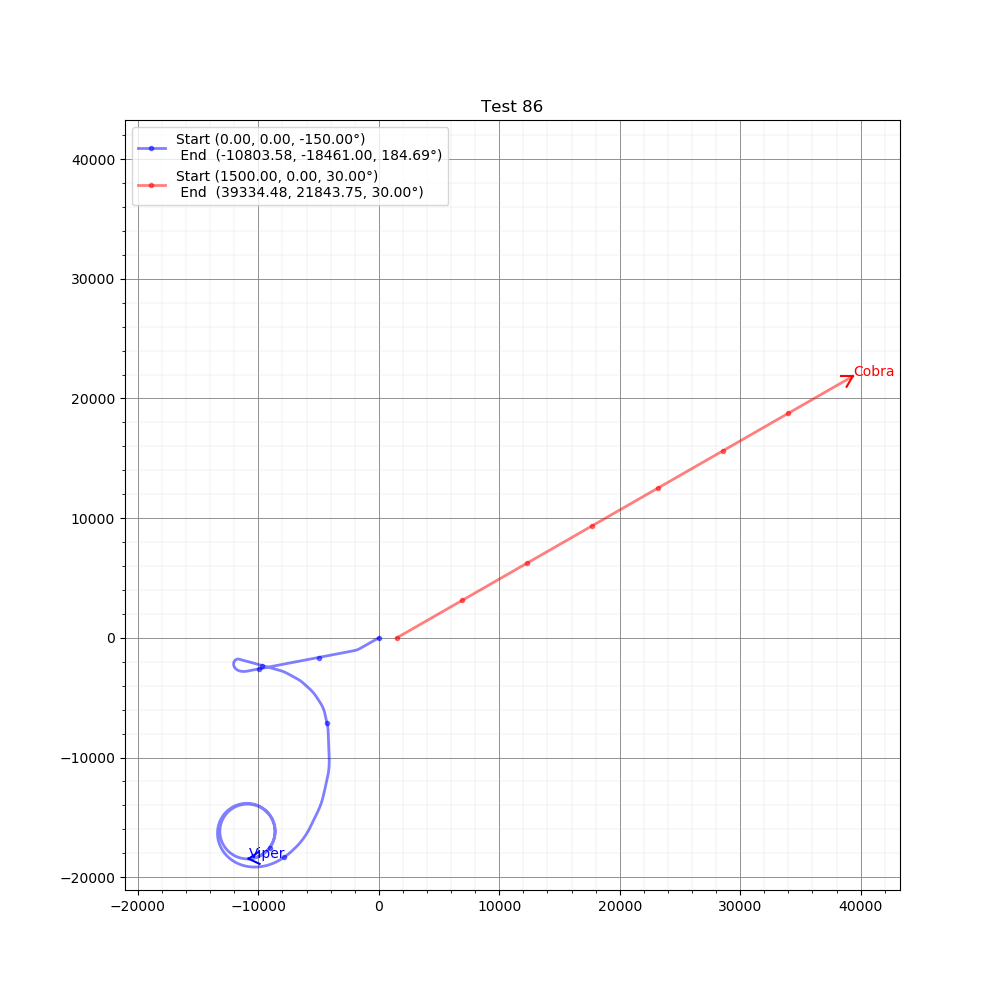 Test 86
Start (0.00, 0.00, -150.00°)
End  (-10803.58, -18461.00, 184.69°)
Start (1500.00, 0.00, 30.00°)
End  (39334.48, 21843.75, 30.00°)
40000
30000
20000
10000
0
−10000
−20000
Cobra
Viper
−20000 −10000 0 10000 20000 30000 40000